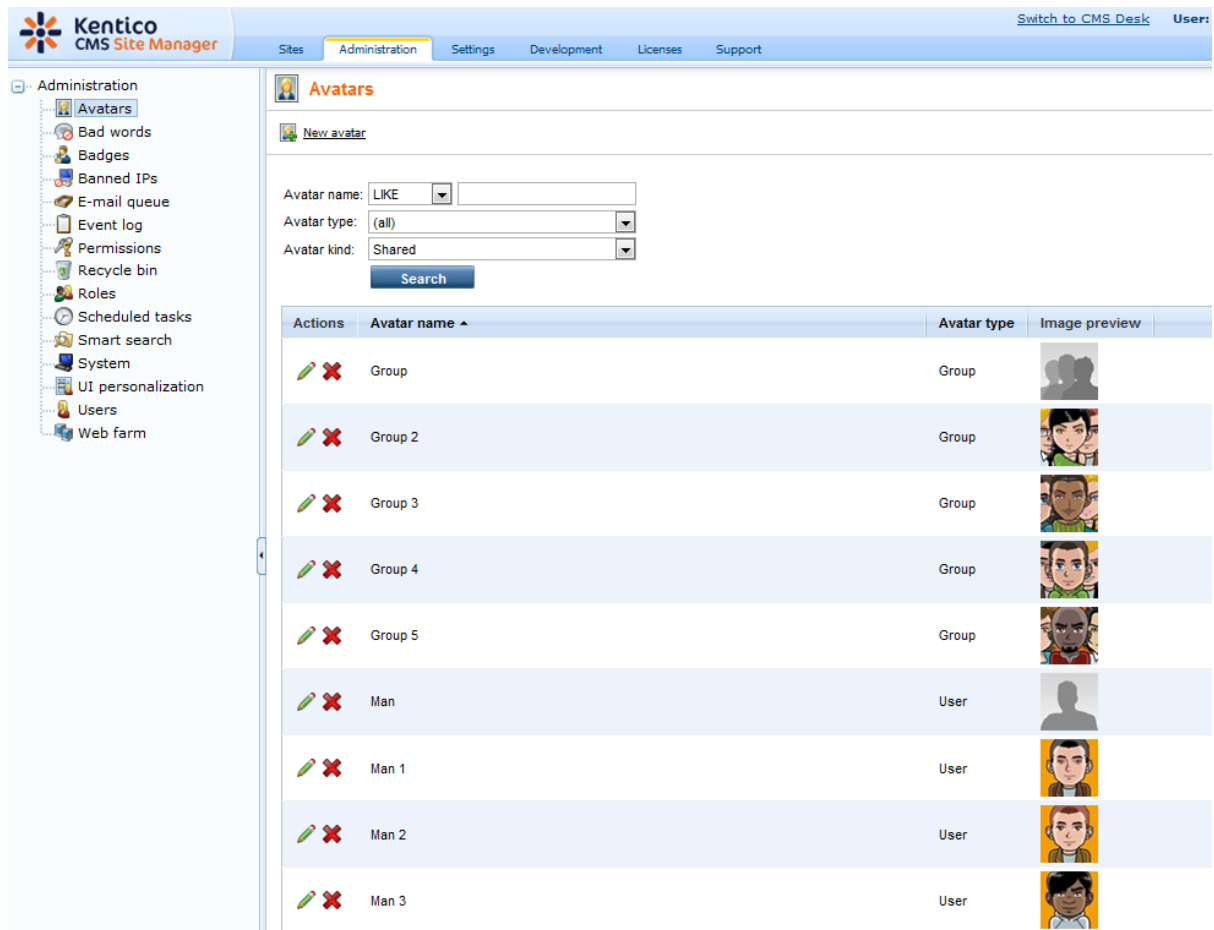 Kentico
CMS Site Manager
Switch to CMS Desk User:
Sites Administration Settings Development Licenses Support
Administration
Avatars
Bad words
Badges
Banned IPs
E-mail queue
Event log
Permissions
Recycle bin
Roles
Scheduled tasks
Smart search
System
UI personalization
Users
Web farm
Avatars
New avatar
Avatar name: LIKE
Avatar type: (all)
Avatar kind: Shared
Search
Actions Avatar name Avatar type Image preview
Group Group
Group 2 Group
Group 3 Group
Group 4 Group
Group 5 Group
Man User
Man 1 User
Man 2 User
Man 3 User